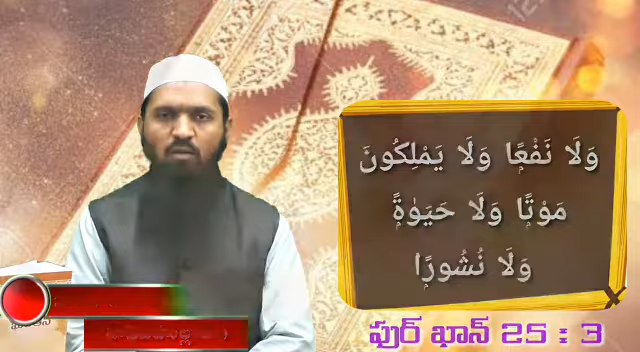 وَلَا نَفْعًا وَلَا يَمْلِكُونَ
مَوْتًا وَلَا حَيَوٰةً
وَلَا نُشُورًا
ఫుర్ ఖాన్ 25 : 3